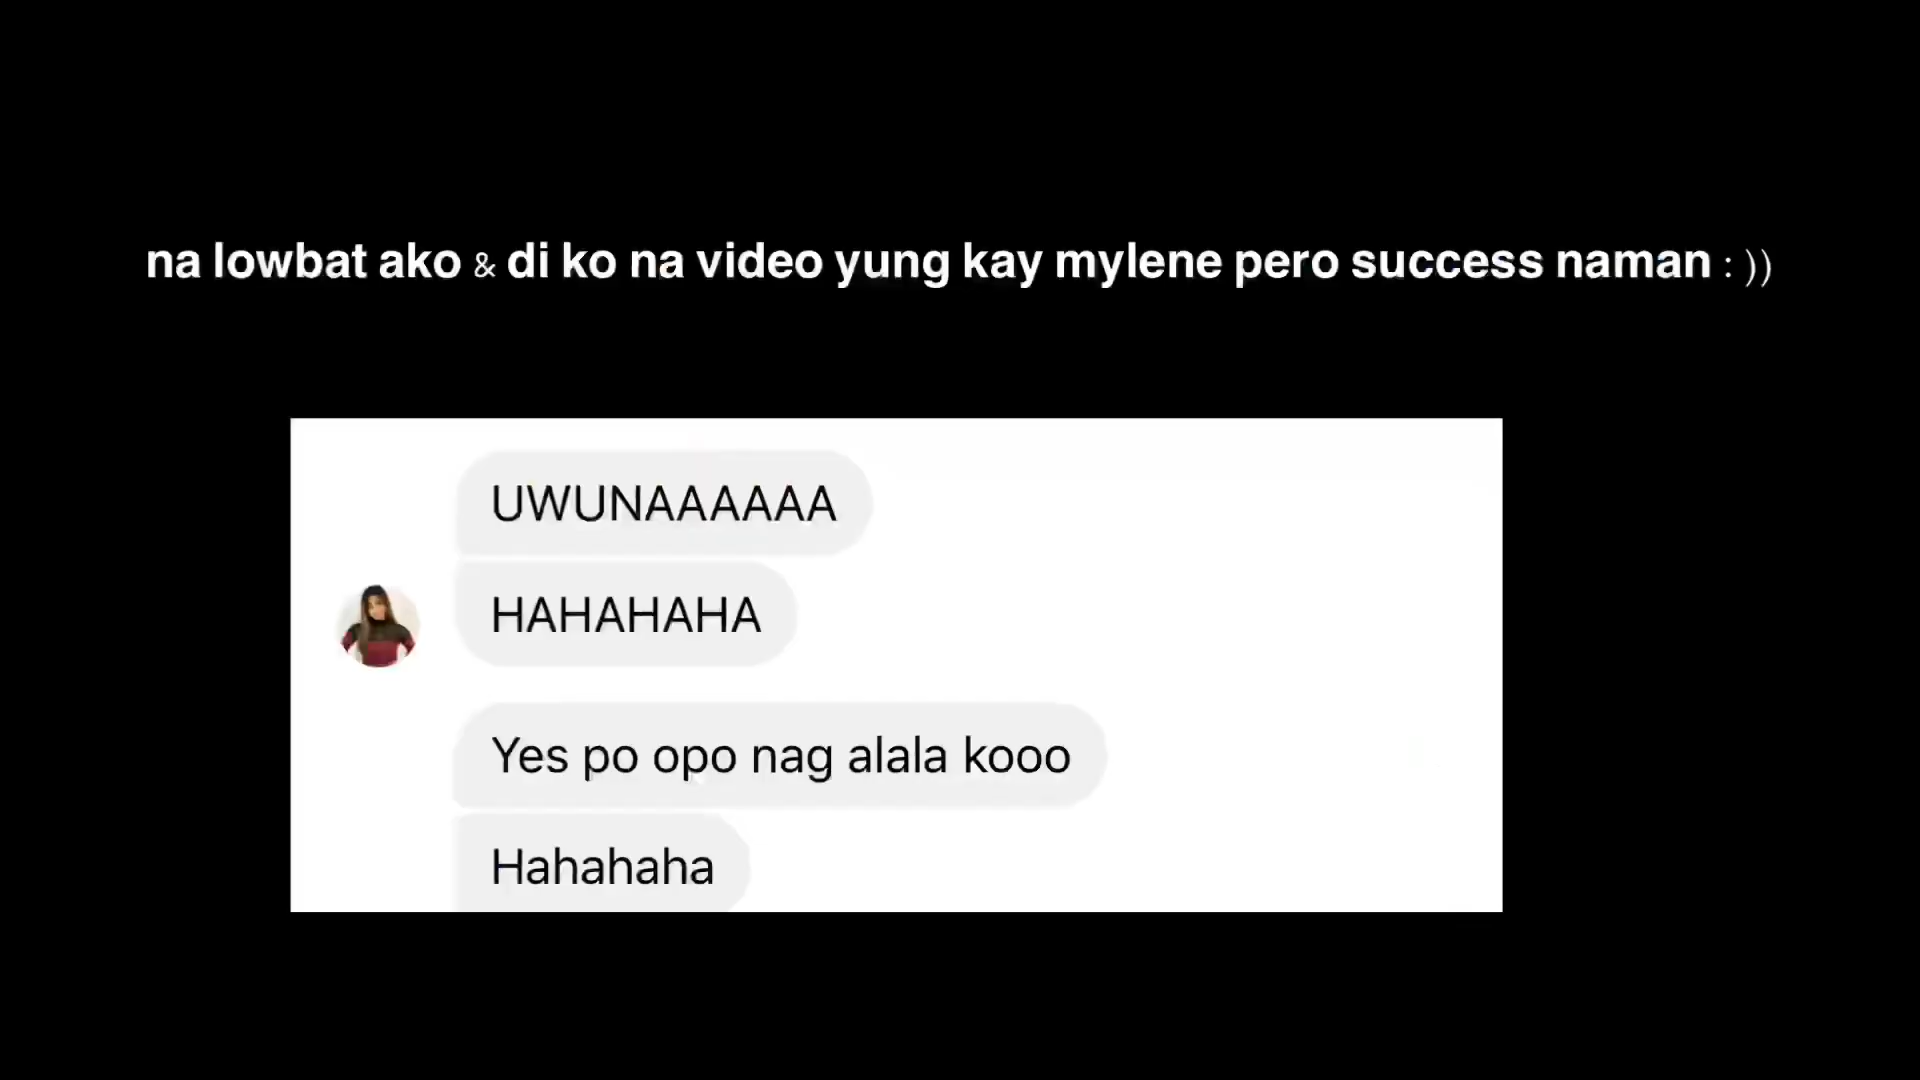 na lowbat ako & di ko na video yung kay mylene pero success naman : ))
UWUNAAAAAA
HAHAHAHA
Yes po opo nag alala kooo
Hahahaha